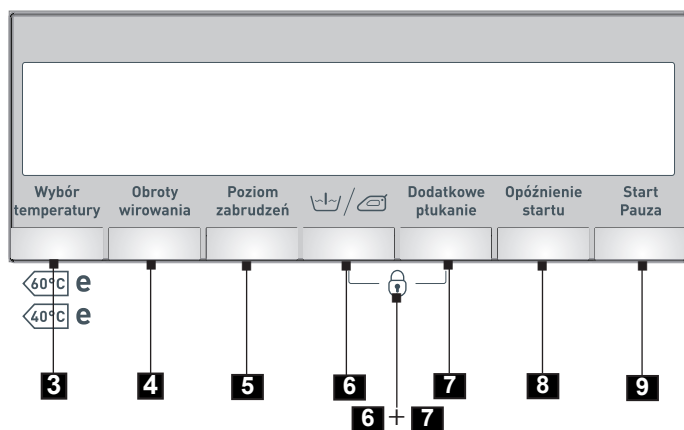 Wybór temperatury
Obroty wirowania
Poziom zabrudzeń
/
Dodatkowe płukanie
Opóźnienie startu
Start Pauza
60°C e
40°C e
3 4 5 6 7 8 9
6 + 7